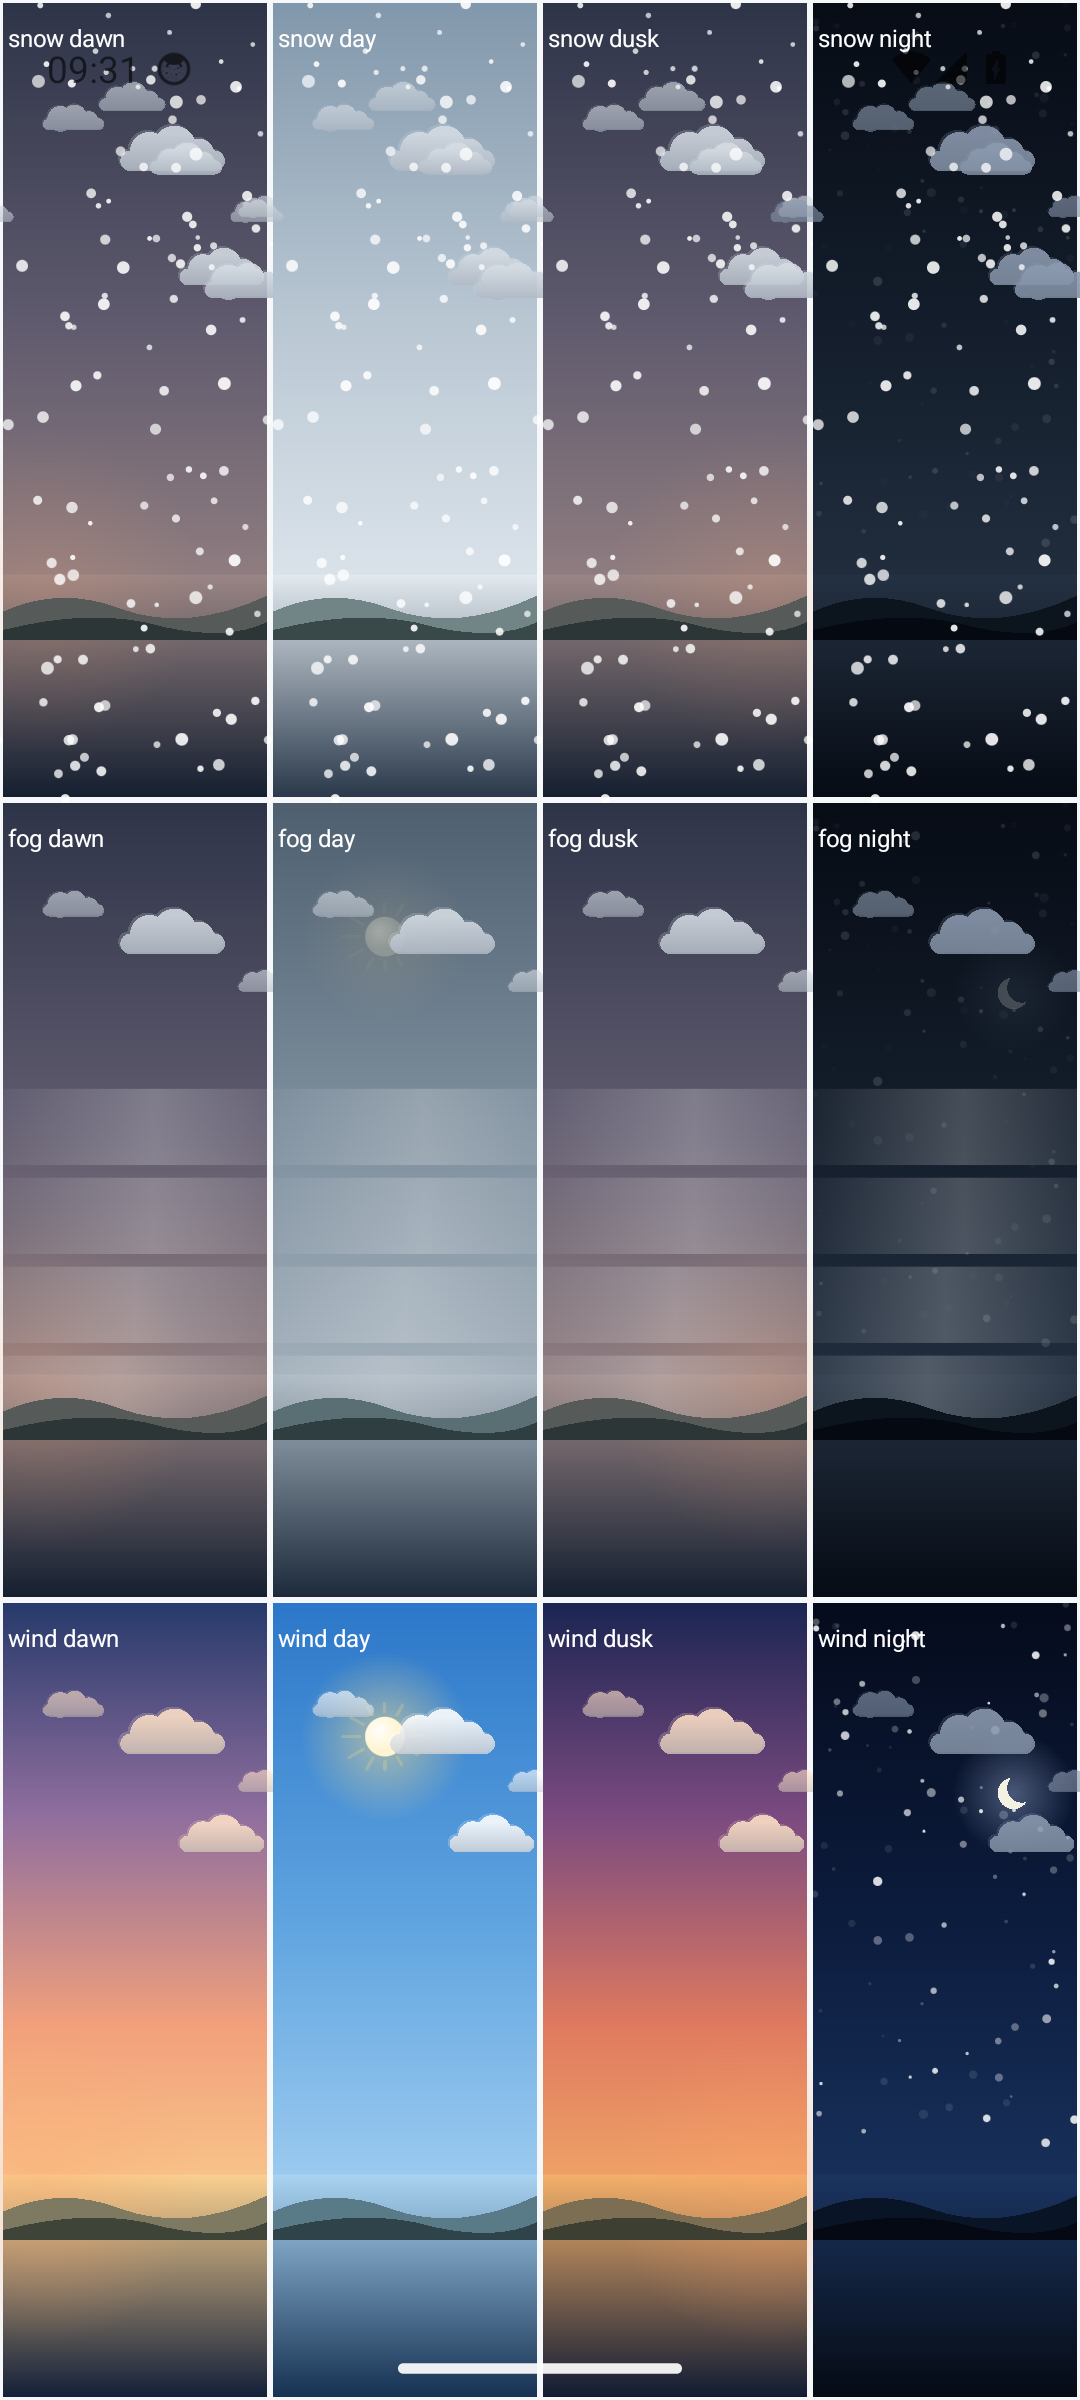 snow dawn
snow day
snow dusk
snow night
09:31
fog dawn
fog day
fog dusk
fog night
wind dawn
wind day
wind dusk
wind night